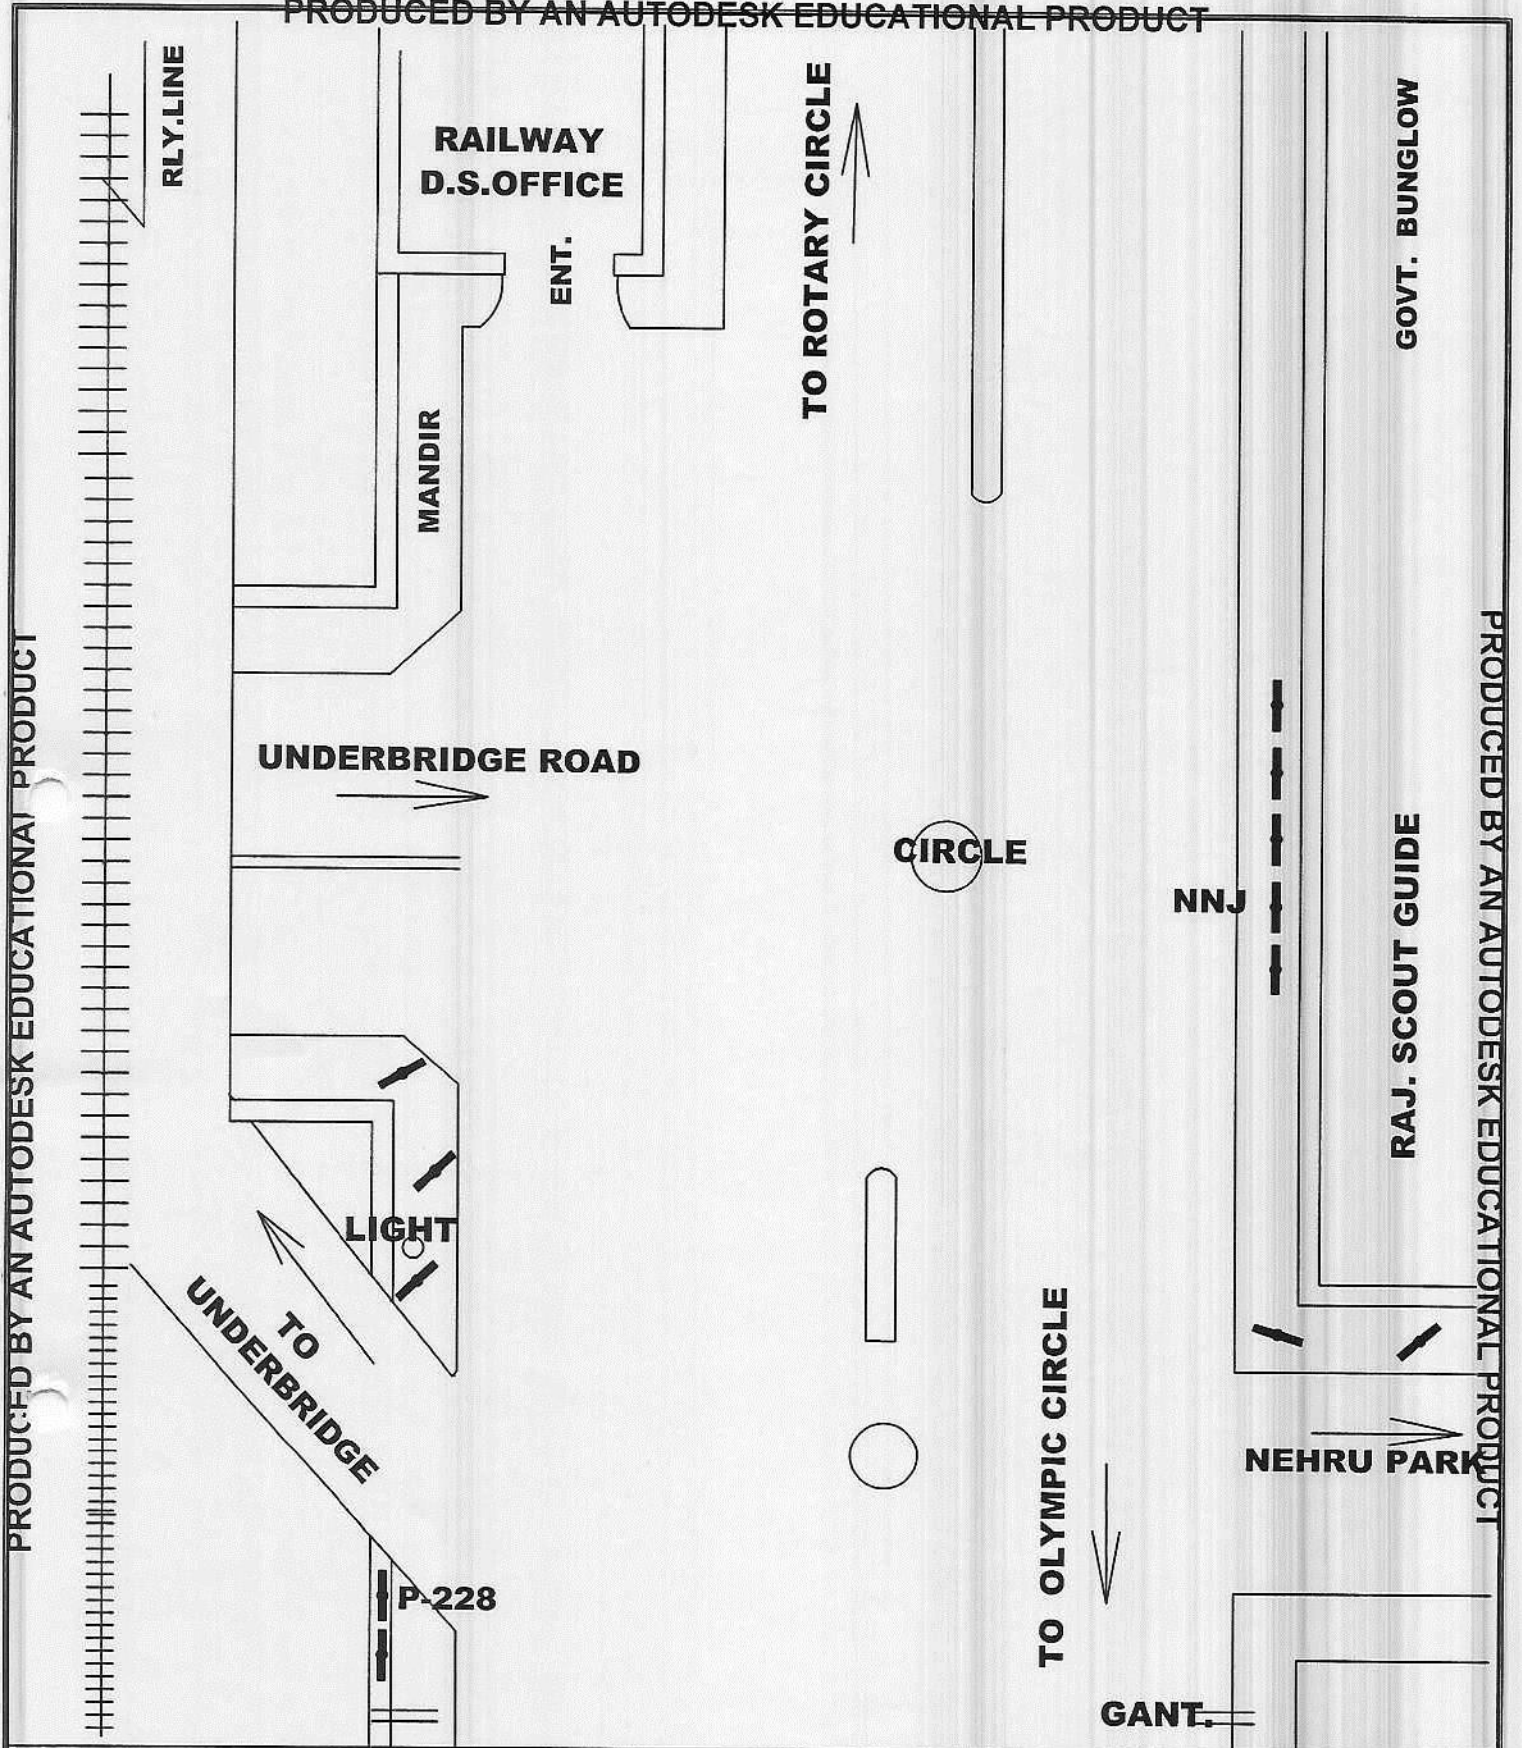 PRODUCED BY AN AUTODESK EDUCATIONAL PRODUCT
RLY.LINE
RAILWAY
D.S.OFFICE
ENT.
TO ROTARY CIRCLE
GOVT. BUNGLOW
MANDIR
UNDERBRIDGE ROAD
CIRCLE
NNJ
RAJ. SCOUT GUIDE
PRODUCED BY AN AUTODESK EDUCATIONAL PRODUCT
PRODUCED BY AN AUTODESK EDUCATIONAL PRODUCT
LIGHT
TO
UNDERBRIDGE
TO OLYMPIC CIRCLE
NEHRU PARK
P-228
GANT.